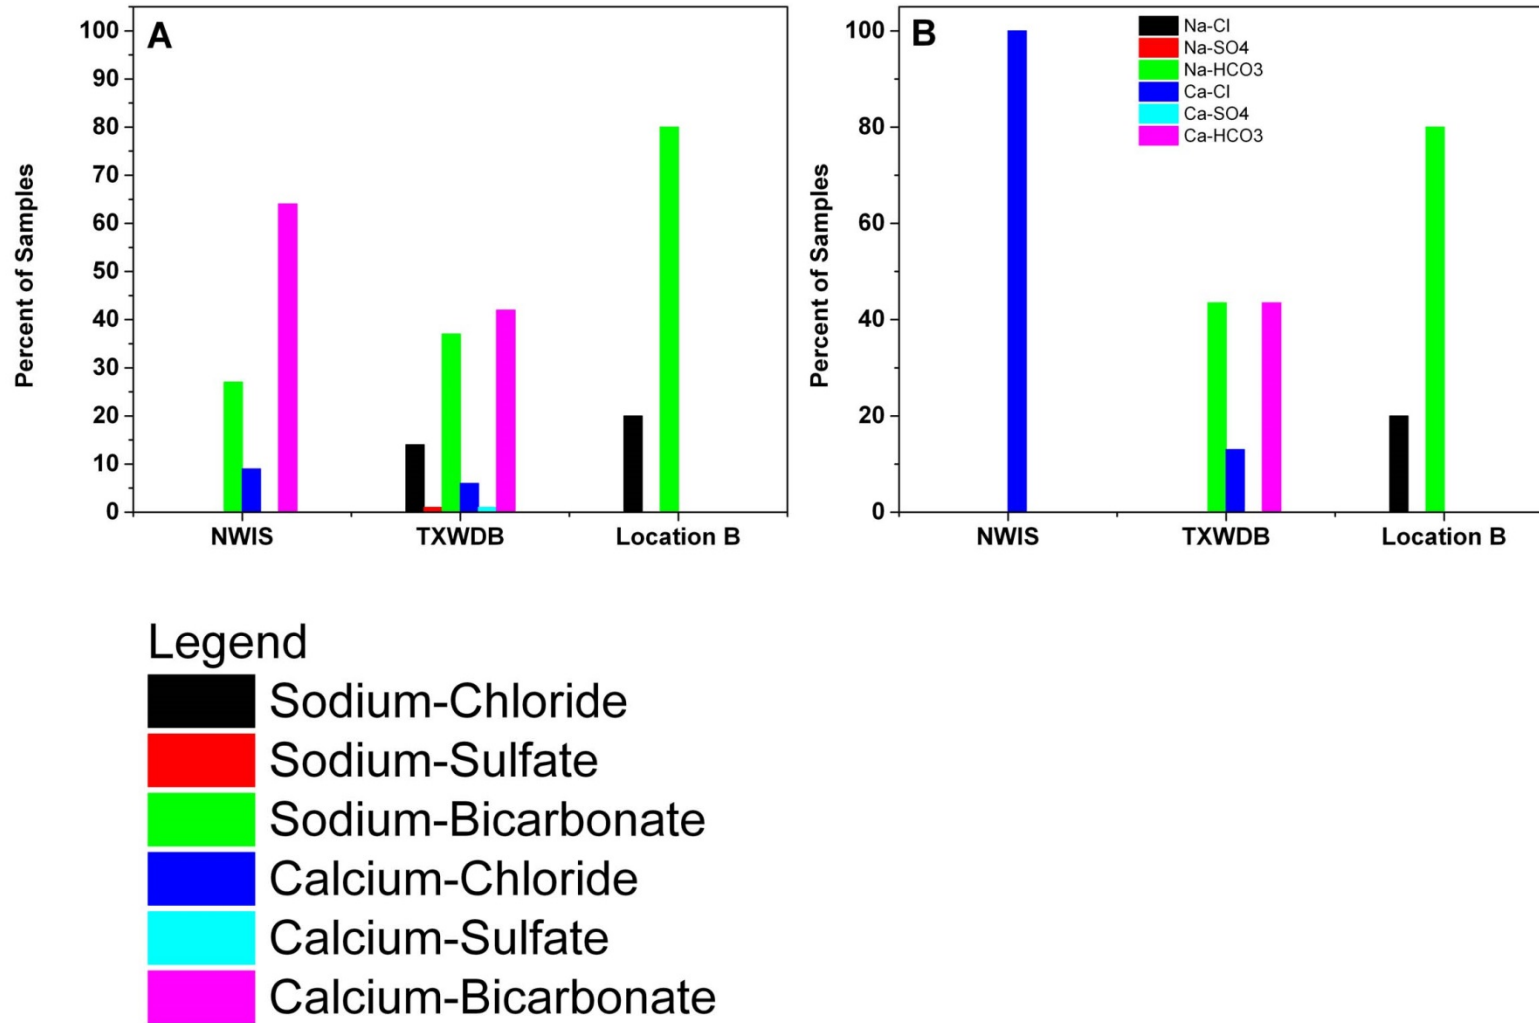 A
100
90
80
70
60
50
40
30
20
10
0
Percent of Samples
NWIS TXWDB Location B
B
100
80
60
40
20
0
Percent of Samples
Na-Cl
Na-SO4
Na-HCO3
Ca-Cl
Ca-SO4
Ca-HCO3
NWIS TXWDB Location B
Legend
Sodium-Chloride
Sodium-Sulfate
Sodium-Bicarbonate
Calcium-Chloride
Calcium-Sulfate
Calcium-Bicarbonate